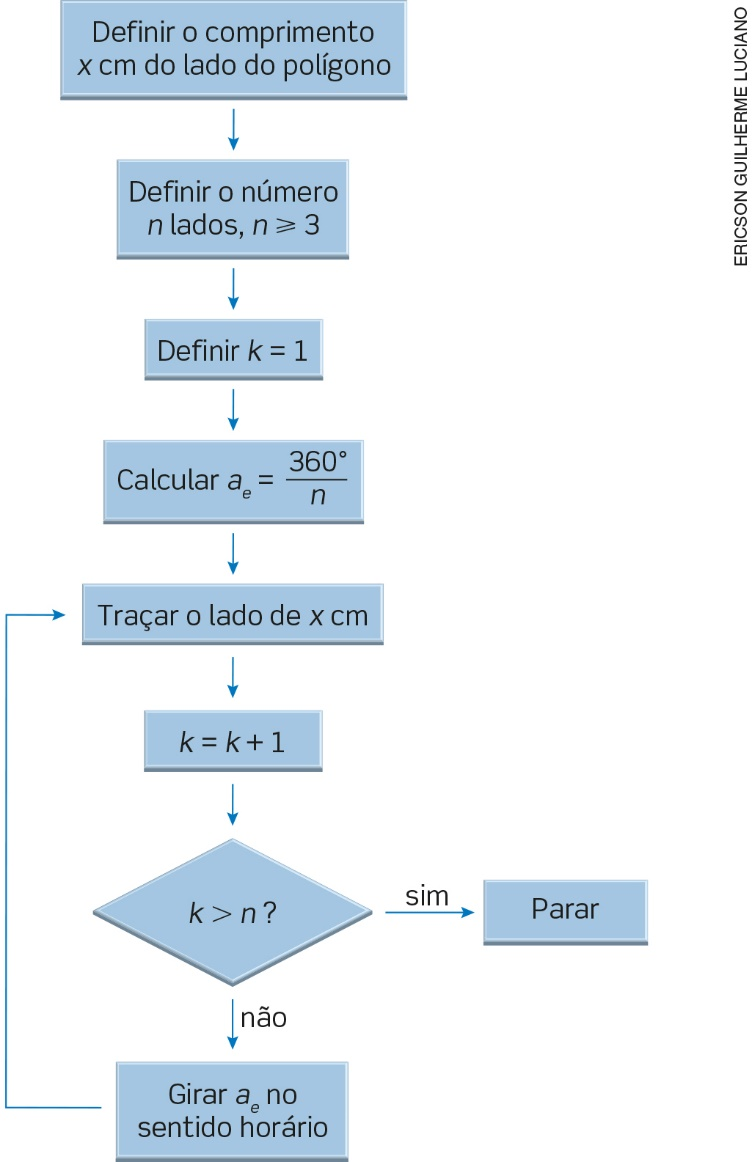 Definir o comprimento
x cm do lado do polígono
Definir o número
n lados, n ⩾ 3
Definir k = 1
Calcular aₑ = 360°/n
Traçar o lado de x cm
k = k + 1
k > n ?
sim
Parar
não
Girar aₑ no
sentido horário
ERICSON GUILHERME LUCIANO